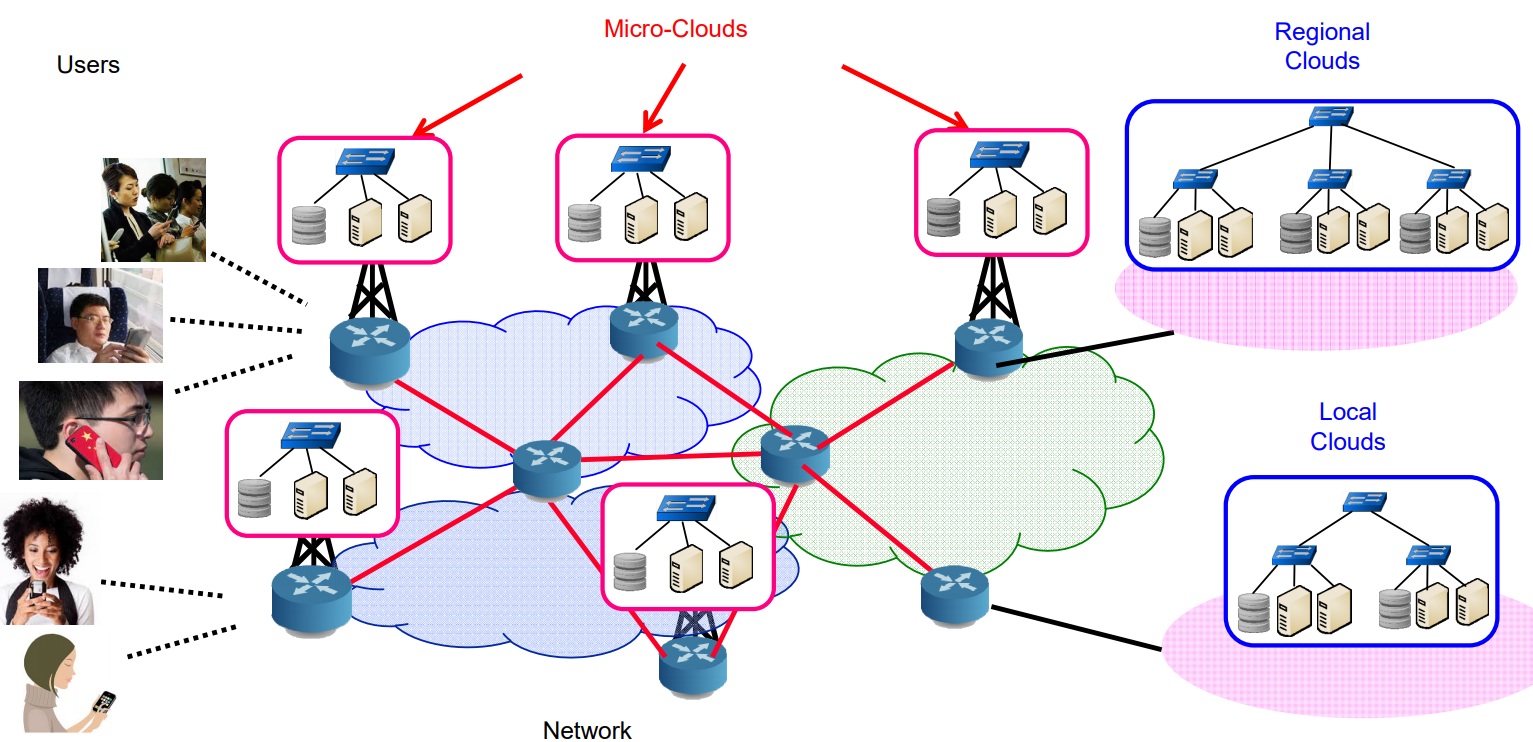 Micro-Clouds
Users
Regional
Clouds
Local
Clouds
Network